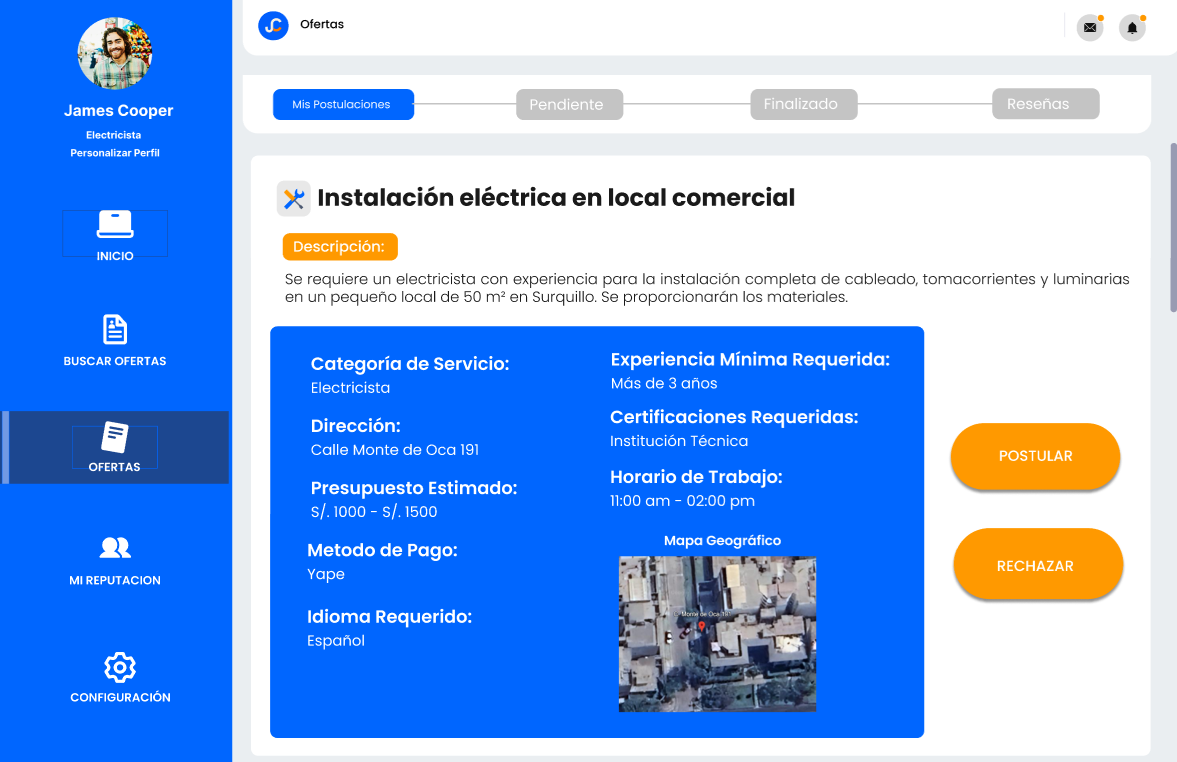 James Cooper
Electricista
Personalizar Perfil
INICIO
BUSCAR OFERTAS
OFERTAS
MI REPUTACION
CONFIGURACIÓN
JC
Ofertas
Mis Postulaciones
Pendiente
Finalizado
Reseñas
Instalación eléctrica en local comercial
Descripción:
Se requiere un electricista con experiencia para la instalación completa de cableado, tomacorrientes y luminarias
en un pequeño local de 50 m² en Surquillo. Se proporcionarán los materiales.
Categoría de Servicio:
Electricista
Dirección:
Calle Monte de Oca 191
Presupuesto Estimado:
S/. 1000 - S/. 1500
Metodo de Pago:
Yape
Idioma Requerido:
Español
Experiencia Mínima Requerida:
Más de 3 años
Certificaciones Requeridas:
Institución Técnica
Horario de Trabajo:
11:00 am - 02:00 pm
Mapa Geográfico
Monte de Oca 191
POSTULAR
RECHAZAR